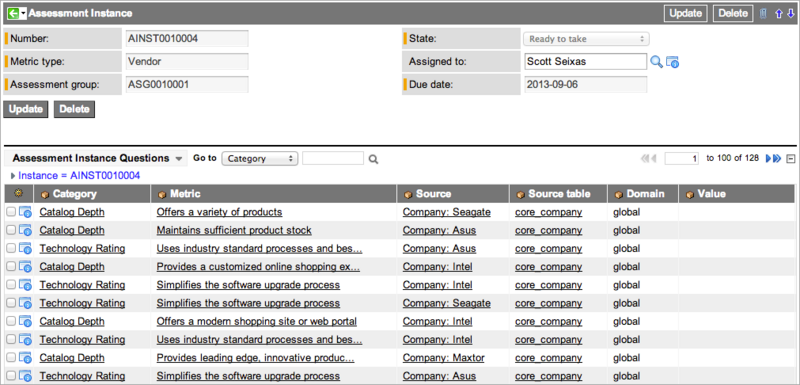 Assessment Instance Update Delete
Number: AINST0010004 State: Ready to take
Metric type: Vendor Assigned to: Scott Seixas
Assessment group: ASG0010001 Due date: 2013-09-06
Update Delete
Assessment Instance Questions Go to Category 1 to 100 of 128
Instance = AINST0010004
Category Metric Source Source table Domain Value
Catalog Depth Offers a variety of products Company: Seagate core_company global
Catalog Depth Maintains sufficient product stock Company: Asus core_company global
Technology Rating Uses industry standard processes and bes... Company: Asus core_company global
Catalog Depth Provides a customized online shopping ex... Company: Intel core_company global
Technology Rating Simplifies the software upgrade process Company: Intel core_company global
Technology Rating Simplifies the software upgrade process Company: Seagate core_company global
Catalog Depth Offers a modern shopping site or web portal Company: Intel core_company global
Technology Rating Uses industry standard processes and bes... Company: Intel core_company global
Catalog Depth Provides leading edge, innovative produc... Company: Maxtor core_company global
Technology Rating Simplifies the software upgrade process Company: Asus core_company global